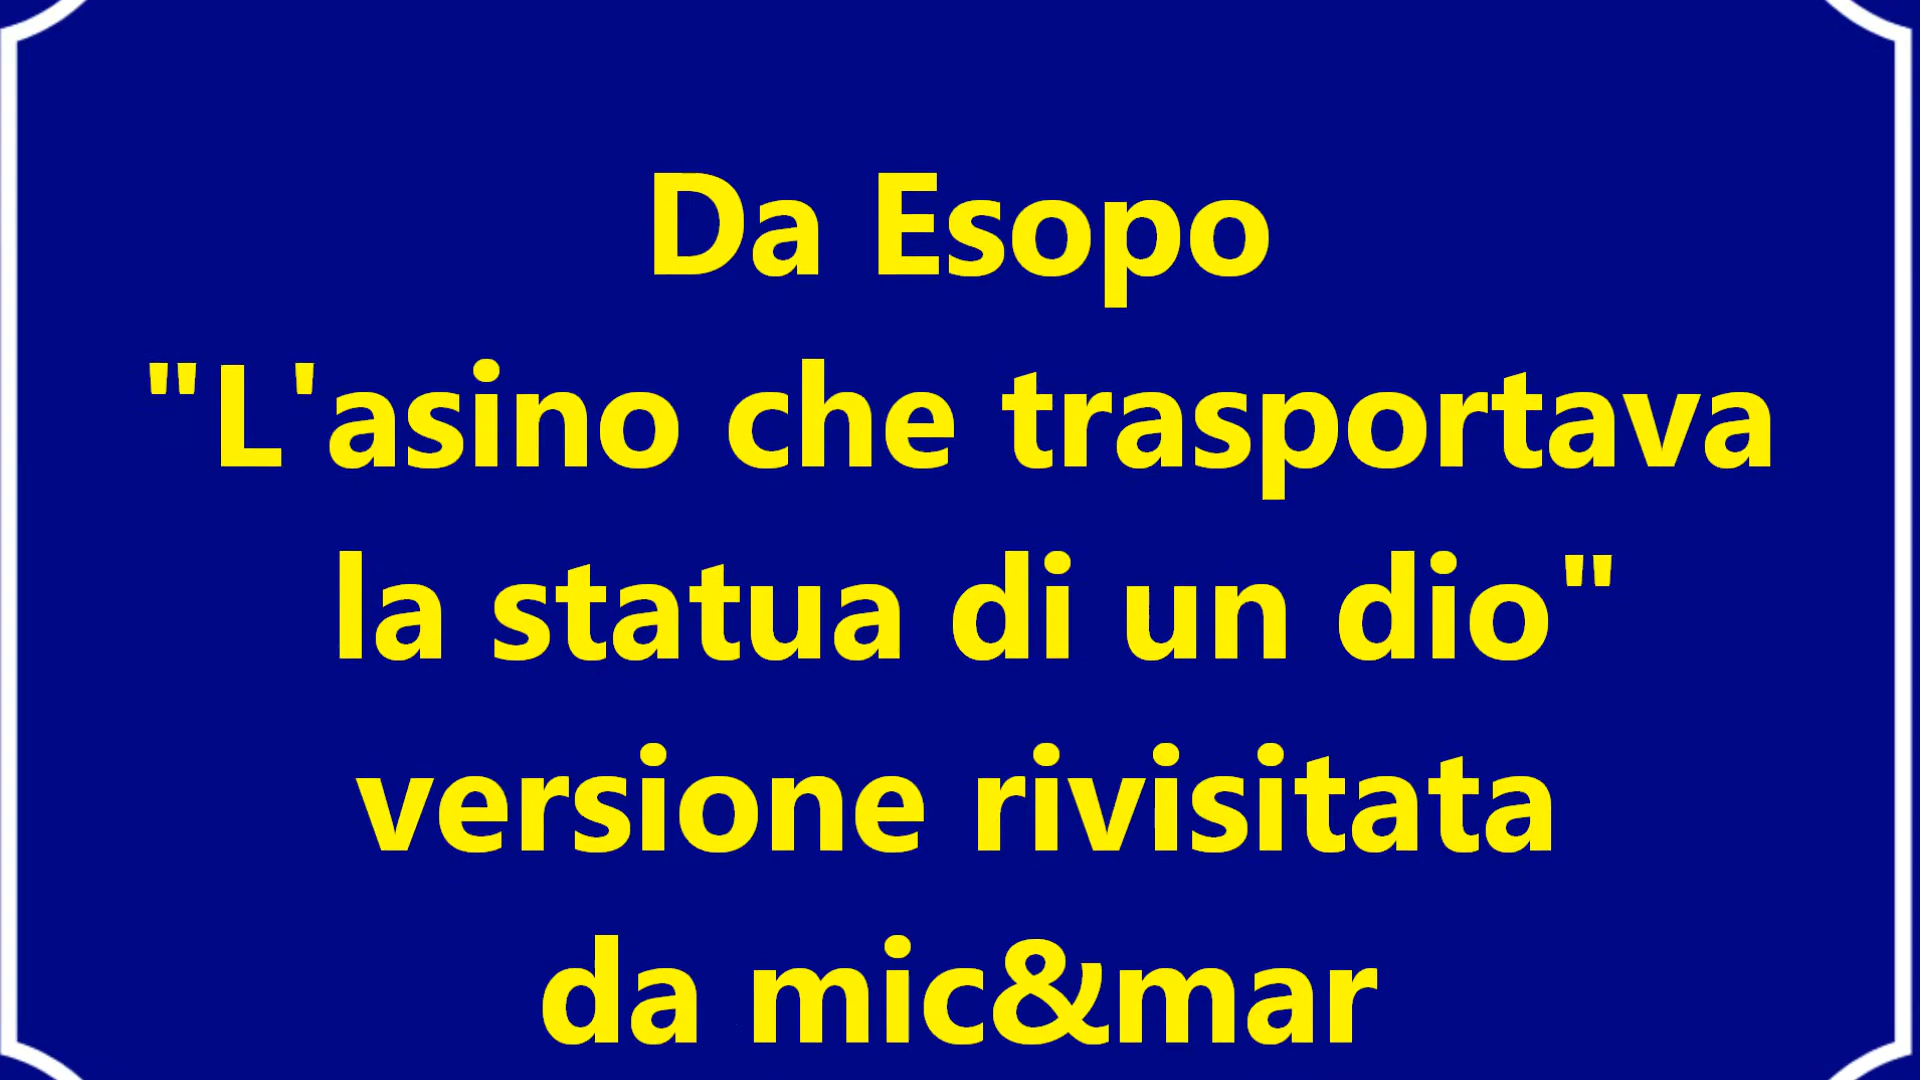 Da Esopo
"L'asino che trasportava
la statua di un dio"
versione rivisitata
da mic&mar